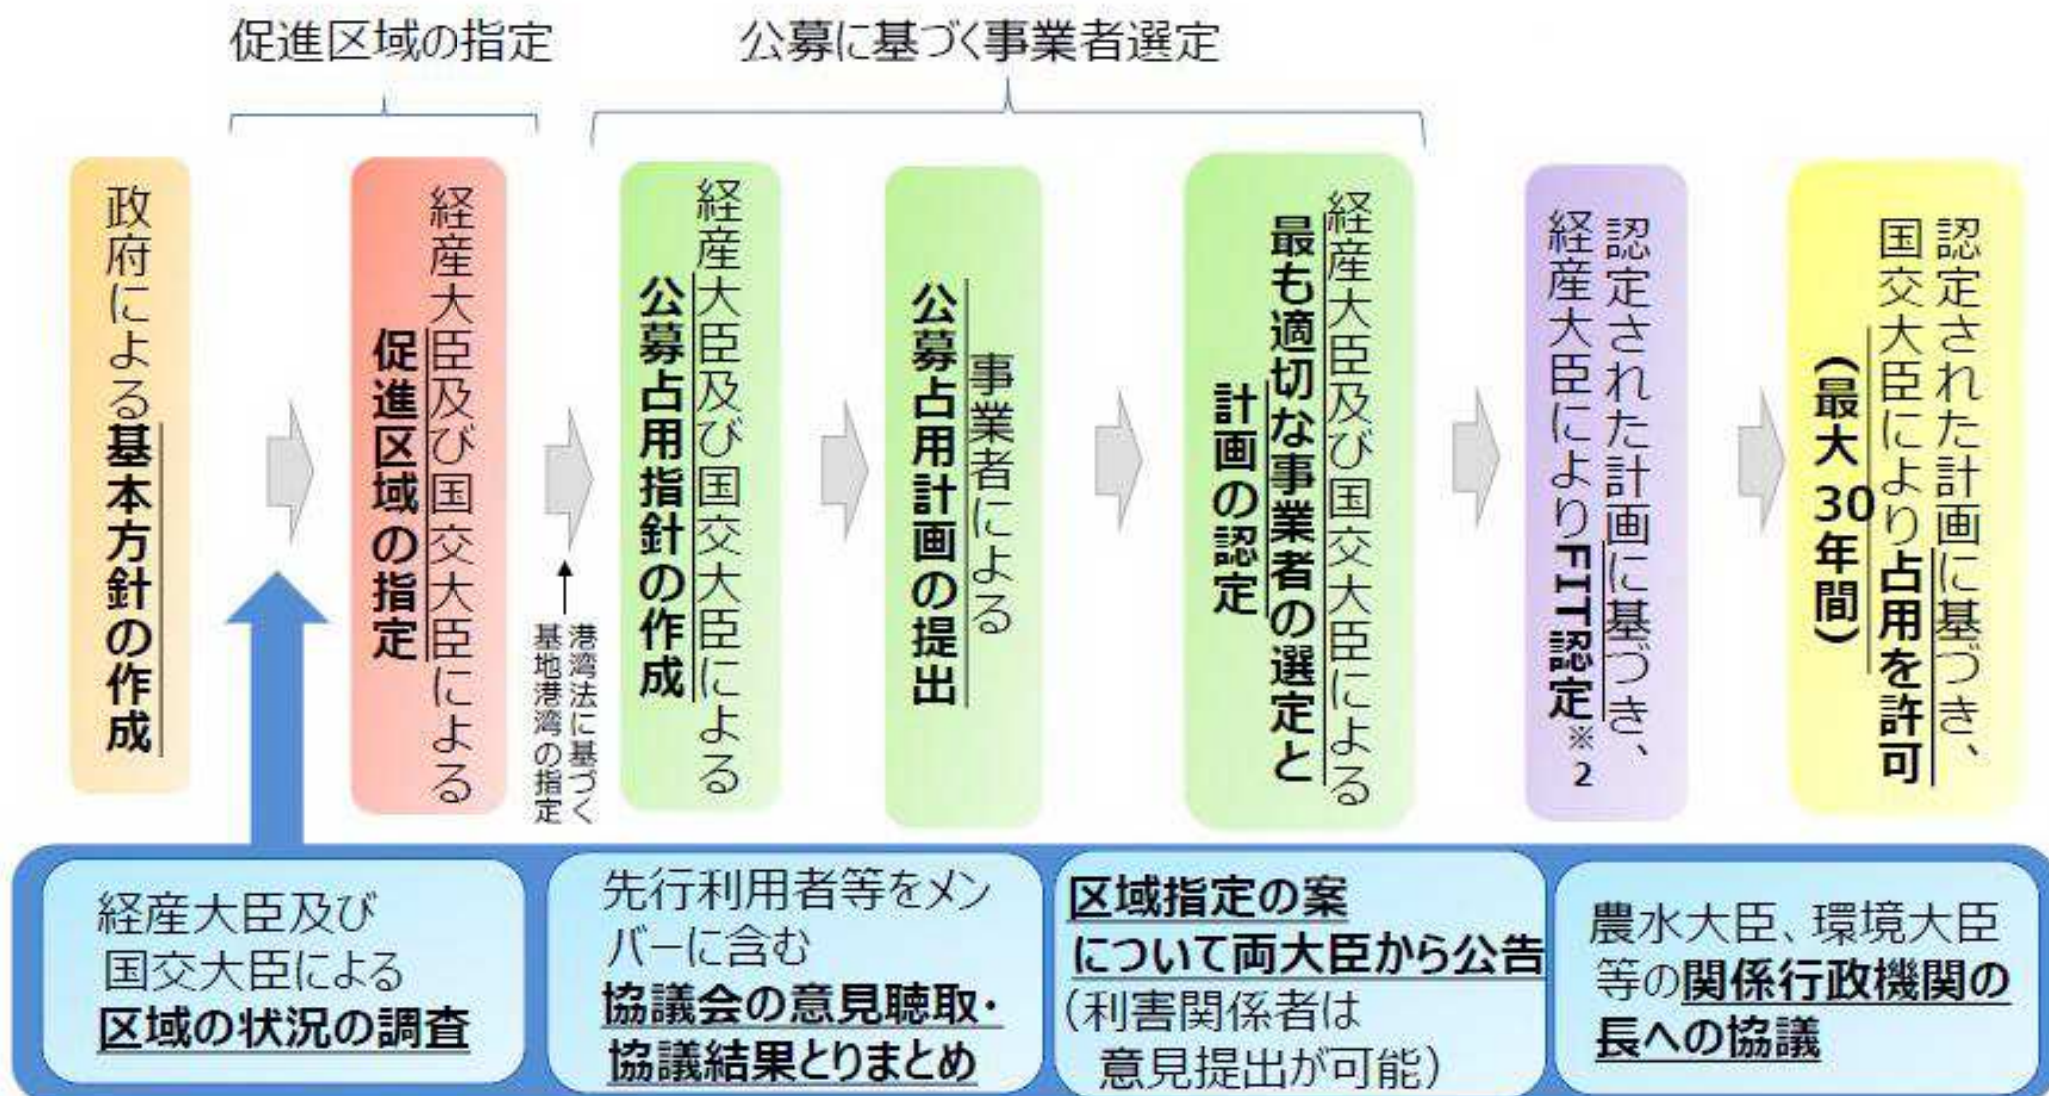 促進区域の指定
公募に基づく事業者選定
政府による基本方針の作成
経産大臣及び国交大臣による
促進区域の指定
港湾法に基づく
基地港湾の指定
経産大臣及び国交大臣による
公募占用指針の作成
事業者による
公募占用計画の提出
経産大臣及び国交大臣による
最も適切な事業者の選定と
計画の認定
認定された計画に基づき、
経産大臣によりFIT認定※2
認定された計画に基づき、
国交大臣により占用を許可
(最大30年間)
経産大臣及び
国交大臣による
区域の状況の調査
先行利用者等をメン
バーに含む
協議会の意見聴取・
協議結果とりまとめ
区域指定の案
について両大臣から公告
(利害関係者は
意見提出が可能)
農水大臣、環境大臣
等の関係行政機関の
長への協議